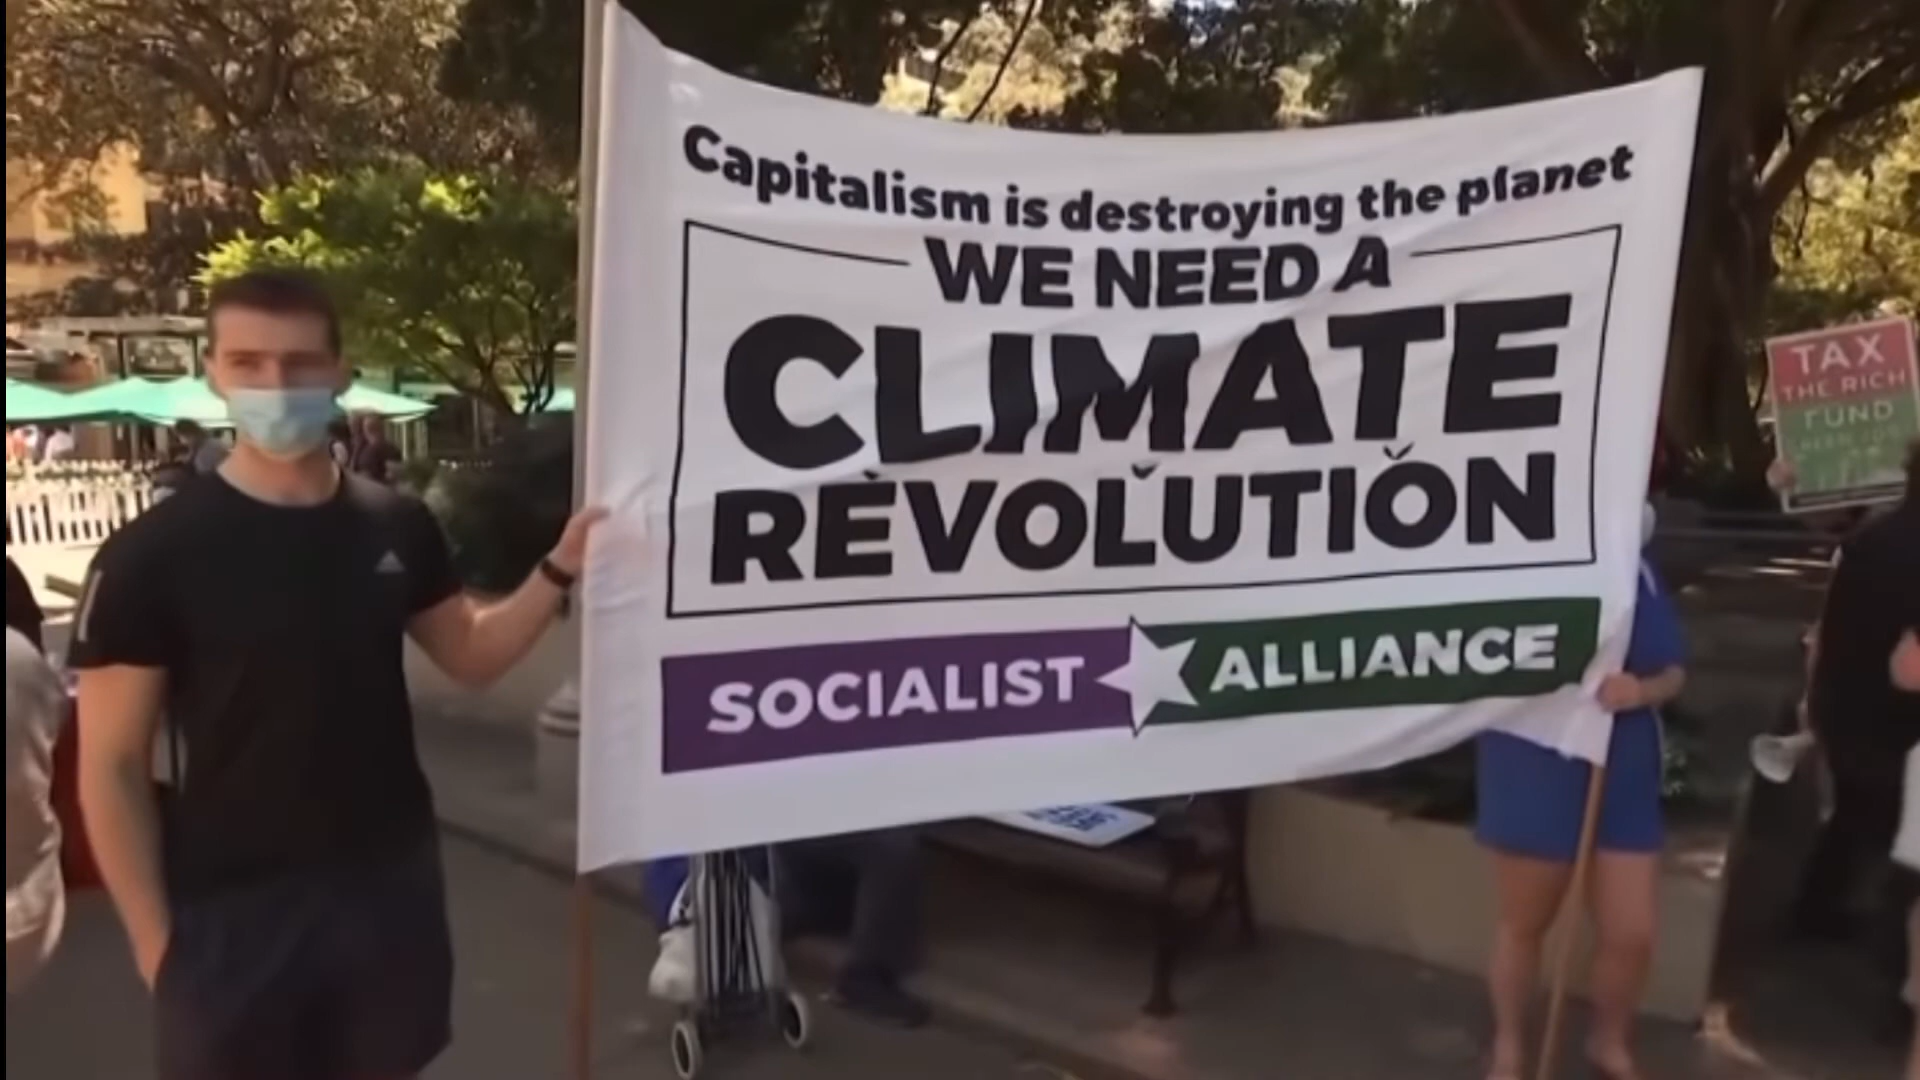 Capitalism is destroying the planet
WE NEED A
CLIMATE
REVOLUTION
SOCIALIST ALLIANCE
TAX
THE RICH
FUND